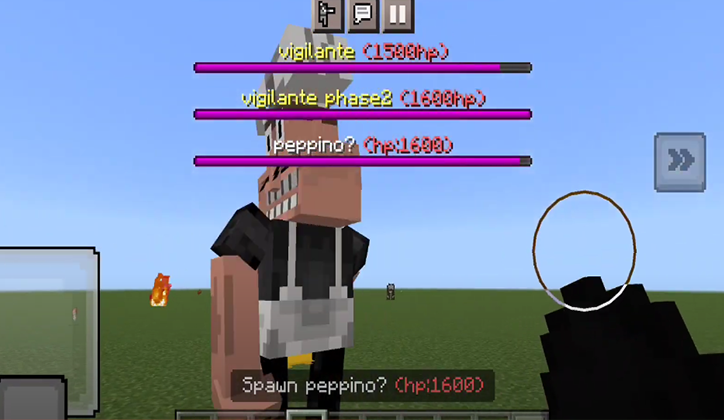 vigilante (1500hp)
vigilante phase2 (1600hp)
peppino? (hp:1600)
Spawn peppino? (hp:1600)